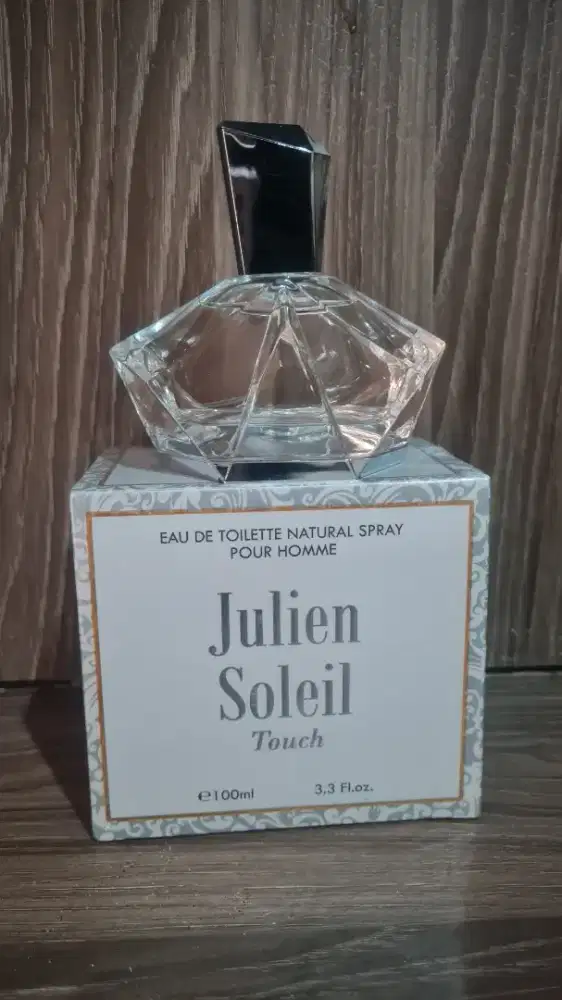 EAU DE TOILETTE NATURAL SPRAY
POUR HOMME
Julien
Soleil
Touch
℮100ml 3,3 Fl.oz.